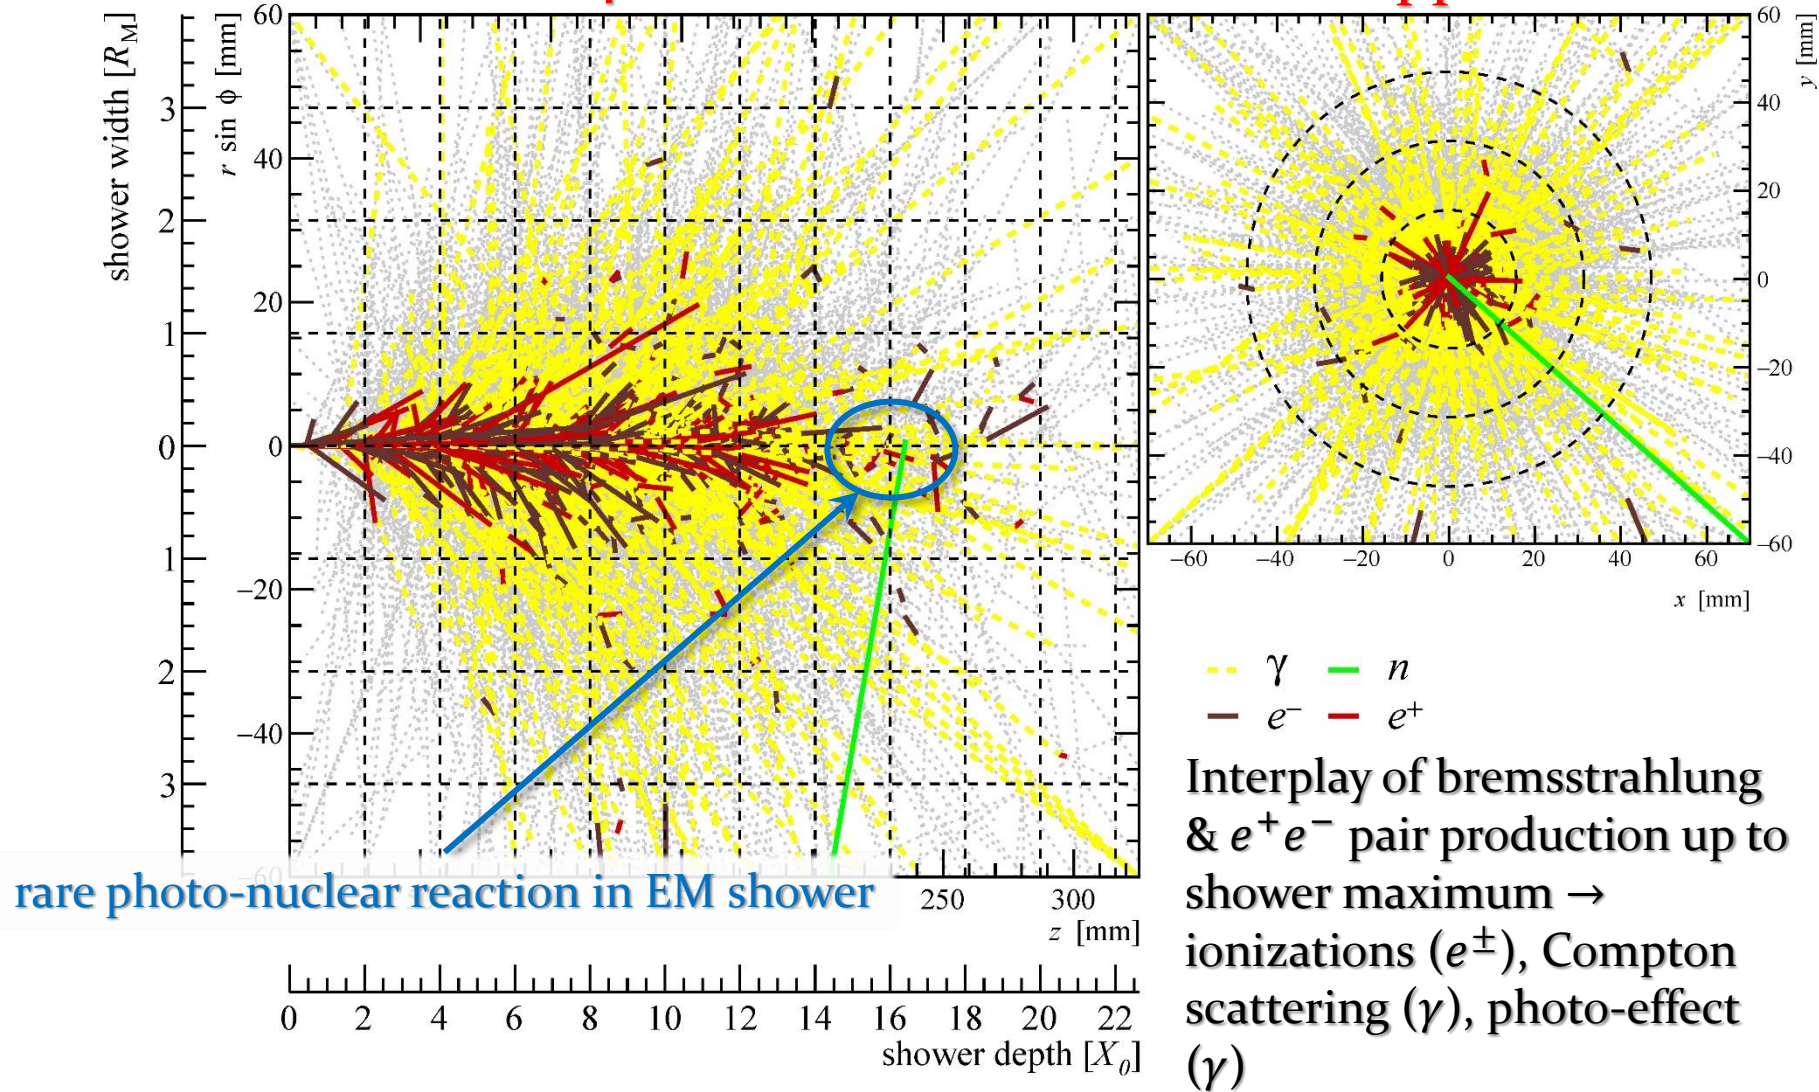 shower width [R_M]
3
2
1
0
1
2
3
r sin ϕ [mm]
60
40
20
0
−20
−40
−60
250
300
z [mm]
0 2 4 6 8 10 12 14 16 18 20 22
shower depth [X_0]
rare photo-nuclear reaction in EM shower
60
40
20
0
−20
−40
−60
y [mm]
−60 −40 −20 0 20 40 60
x [mm]
γ n
e⁻ e⁺
Interplay of bremsstrahlung
& e⁺e⁻ pair production up to
shower maximum →
ionizations (e^±), Compton
scattering (γ), photo-effect
(γ)